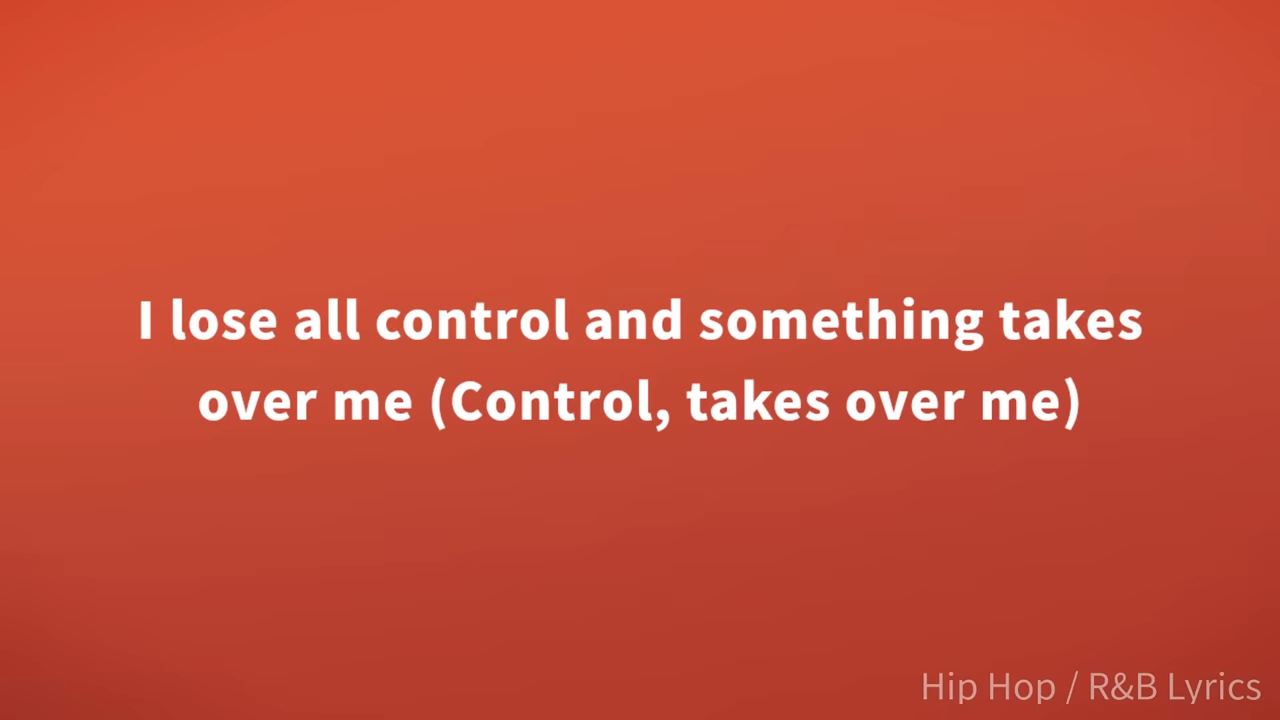 I lose all control and something takes
over me (Control, takes over me)
Hip Hop / R&B Lyrics